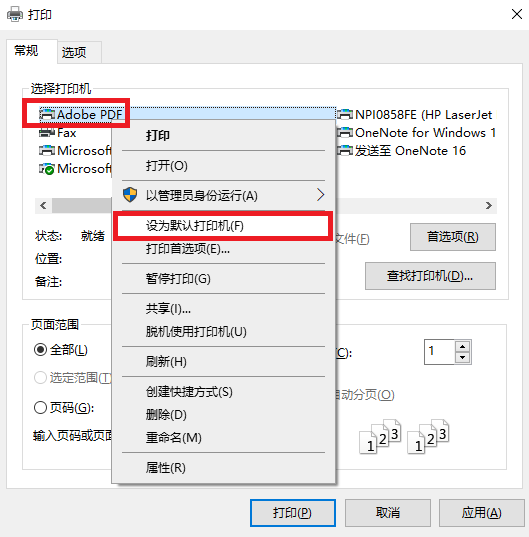 打印
常规 选项
选择打印机
Adobe PDF
NPI0858FE (HP LaserJet
Fax
OneNote for Windows 1
Microsof
发送至 OneNote 16
Microsof
打印
打开(O)
以管理员身份运行(A)
设为默认打印机(F)
打印首选项(E)...
暂停打印(G)
共享(I)...
脱机使用打印机(U)
刷新(H)
创建快捷方式(S)
删除(D)
重命名(M)
属性(R)
状态: 就绪
文件(F)
首选项(R)
位置:
备注:
查找打印机(D)...
页面范围
全部(L)
(C):
1
选定范围(T)
自动分页(O)
页码(G):
输入页码或页面
1 2 3 1 2 3
打印(P) 取消 应用(A)